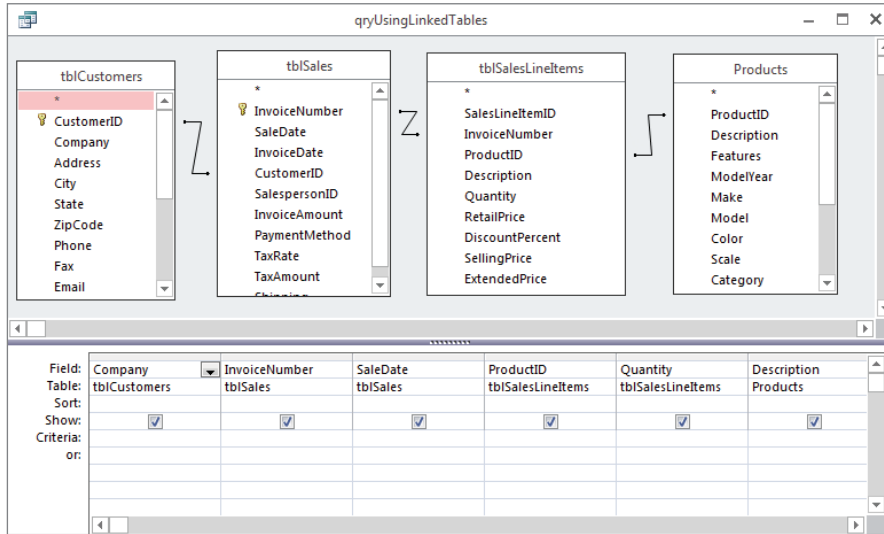 qryUsingLinkedTables
tblCustomers
*
CustomerID
Company
Address
City
State
ZipCode
Phone
Fax
Email
tblSales
*
InvoiceNumber
SaleDate
InvoiceDate
CustomerID
SalespersonID
InvoiceAmount
PaymentMethod
TaxRate
TaxAmount
Shipping
tblSalesLineItems
*
SalesLineItemID
InvoiceNumber
ProductID
Description
Quantity
RetailPrice
DiscountPercent
SellingPrice
ExtendedPrice
Products
*
ProductID
Description
Features
ModelYear
Make
Model
Color
Scale
Category
Field: Company InvoiceNumber SaleDate ProductID Quantity Description
Table: tblCustomers tblSales tblSales tblSalesLineItems tblSalesLineItems Products
Sort:
Show:
Criteria:
or: